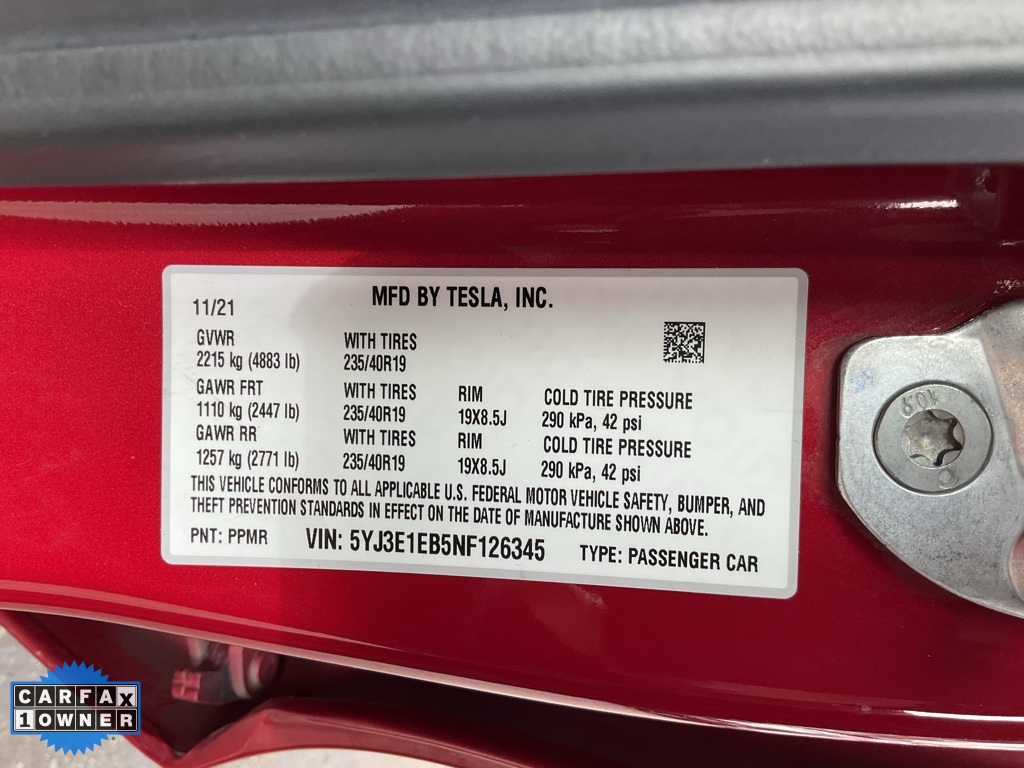 MFD BY TESLA, INC.
11/21
GVWR WITH TIRES
2215 kg (4883 lb) 235/40R19
GAWR FRT WITH TIRES RIM COLD TIRE PRESSURE
1110 kg (2447 lb) 235/40R19 19X8.5J 290 kPa, 42 psi
GAWR RR WITH TIRES RIM COLD TIRE PRESSURE
1257 kg (2771 lb) 235/40R19 19X8.5J 290 kPa, 42 psi
THIS VEHICLE CONFORMS TO ALL APPLICABLE U.S. FEDERAL MOTOR VEHICLE SAFETY, BUMPER, AND
THEFT PREVENTION STANDARDS IN EFFECT ON THE DATE OF MANUFACTURE SHOWN ABOVE.
PNT: PPMR VIN: 5YJ3E1EB5NF126345 TYPE: PASSENGER CAR
10.9
CARFAX
1 OWNER